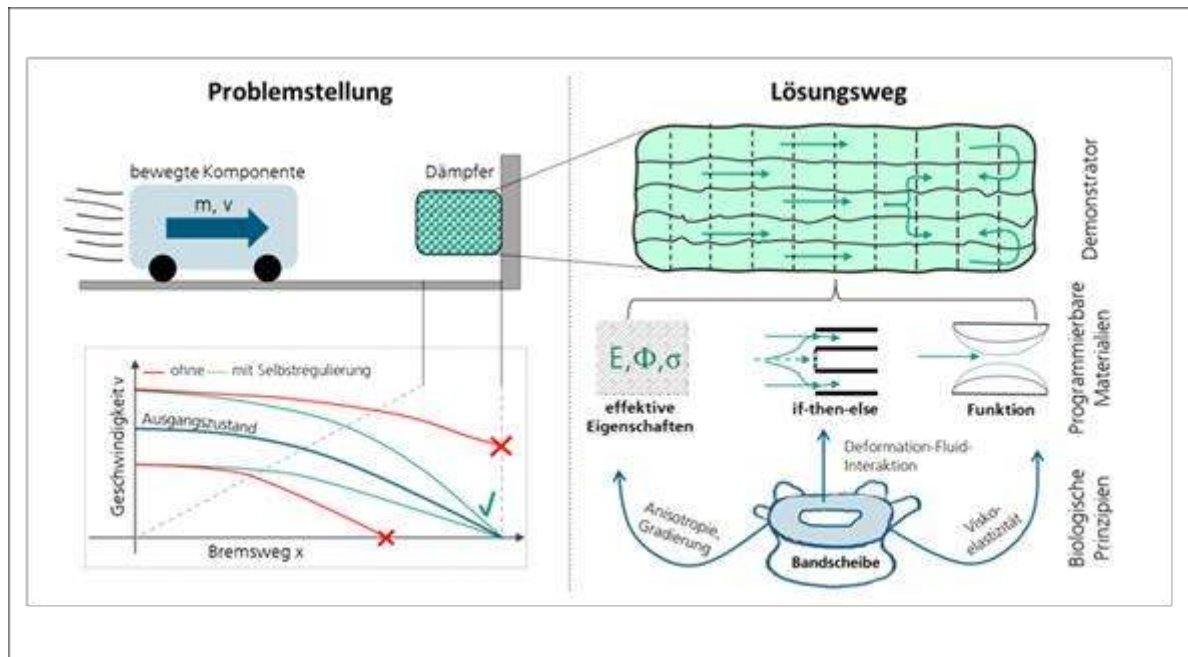 Problemstellung
bewegte Komponente
m, v
Dämpfer
Geschwindigkeit v
ohne
mit Selbstregulierung
Ausgangszustand
Bremsweg x
Lösungsweg
Demonstrator
E,Φ,σ
effektive
Eigenschaften
if-then-else
Funktion
Programmierbare
Materialien
Deformation-Fluid-
Interaktion
Anisotropie,
Gradierung
Visko-
elastizität
Bandscheibe
Biologische
Prinzipien